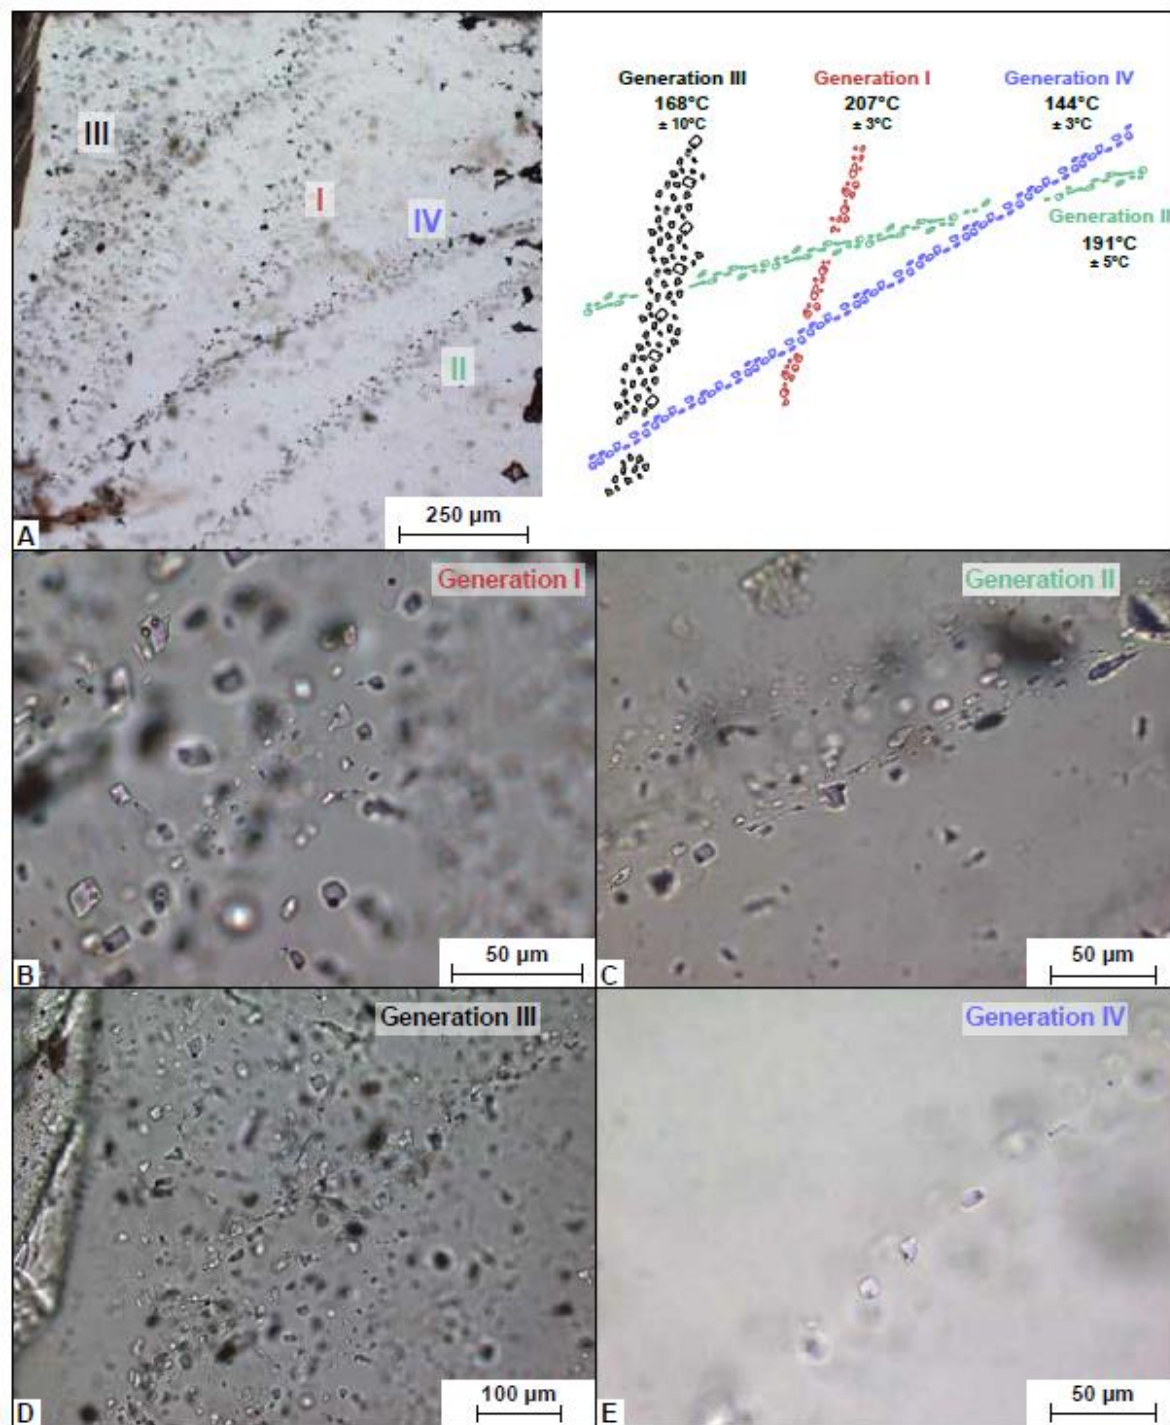 III
I
IV
II
250 µm
A
Generation III
168°C
± 10°C
Generation I
207°C
± 3°C
Generation IV
144°C
± 3°C
Generation II
191°C
± 5°C
Generation I
50 µm
B
Generation II
50 µm
C
Generation III
100 µm
D
Generation IV
50 µm
E